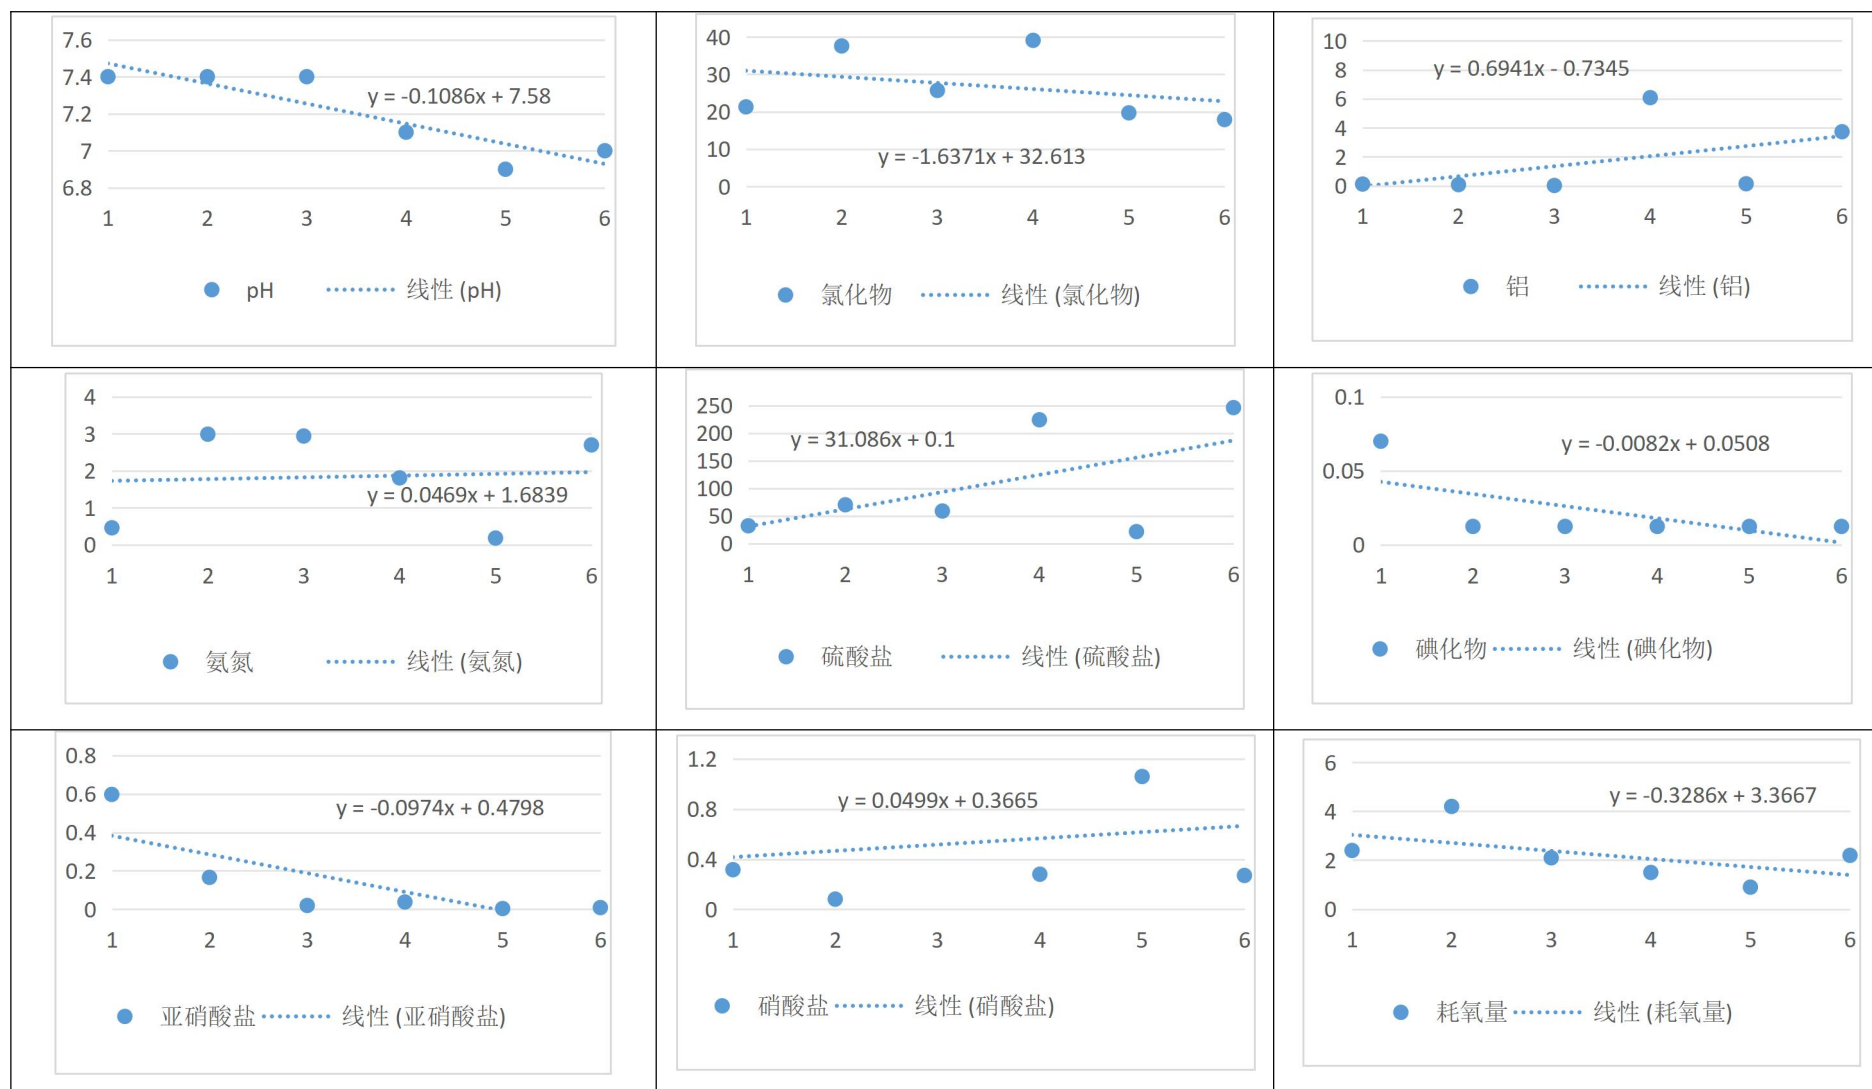 7.6
7.4
7.2
7
6.8
y = -0.1086x + 7.58
1 2 3 4 5 6
pH 线性 (pH)
40
30
20
10
0
y = -1.6371x + 32.613
1 2 3 4 5 6
氯化物 线性 (氯化物)
10
8
6
4
2
0
y = 0.6941x - 0.7345
1 2 3 4 5 6
铝 线性 (铝)
4
3
2
1
0
y = 0.0469x + 1.6839
1 2 3 4 5 6
氨氮 线性 (氨氮)
250
200
150
100
50
0
y = 31.086x + 0.1
1 2 3 4 5 6
硫酸盐 线性 (硫酸盐)
0.1
0.05
0
y = -0.0082x + 0.0508
1 2 3 4 5 6
碘化物 线性 (碘化物)
0.8
0.6
0.4
0.2
0
y = -0.0974x + 0.4798
1 2 3 4 5 6
亚硝酸盐 线性 (亚硝酸盐)
1.2
0.8
0.4
0
y = 0.0499x + 0.3665
1 2 3 4 5 6
硝酸盐 线性 (硝酸盐)
6
4
2
0
y = -0.3286x + 3.3667
1 2 3 4 5 6
耗氧量 线性 (耗氧量)